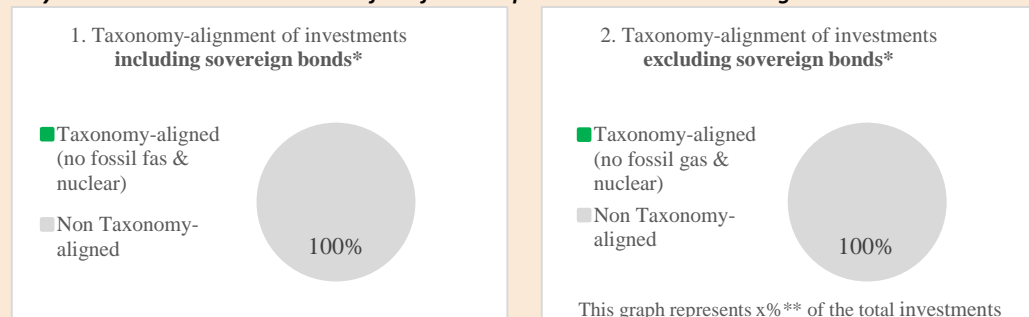 1. Taxonomy-alignment of investments
including sovereign bonds*
Taxonomy-aligned
(no fossil fas &
nuclear)
Non Taxonomy-
aligned
100%
2. Taxonomy-alignment of investments
excluding sovereign bonds*
Taxonomy-aligned
(no fossil gas &
nuclear)
Non Taxonomy-
aligned
100%
This graph represents x%** of the total investments